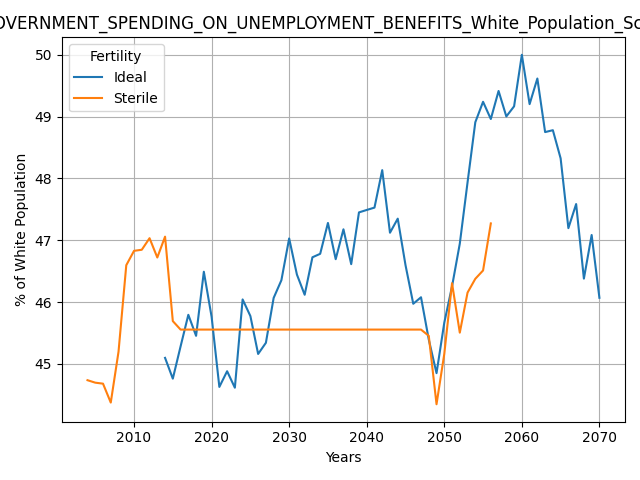 OVERNMENT_SPENDING_ON_UNEMPLOYMENT_BENEFITS_White_Population_Sc
Fertility
Ideal
Sterile
50
49
48
47
46
45
% of White Population
2010 2020 2030 2040 2050 2060 2070
Years